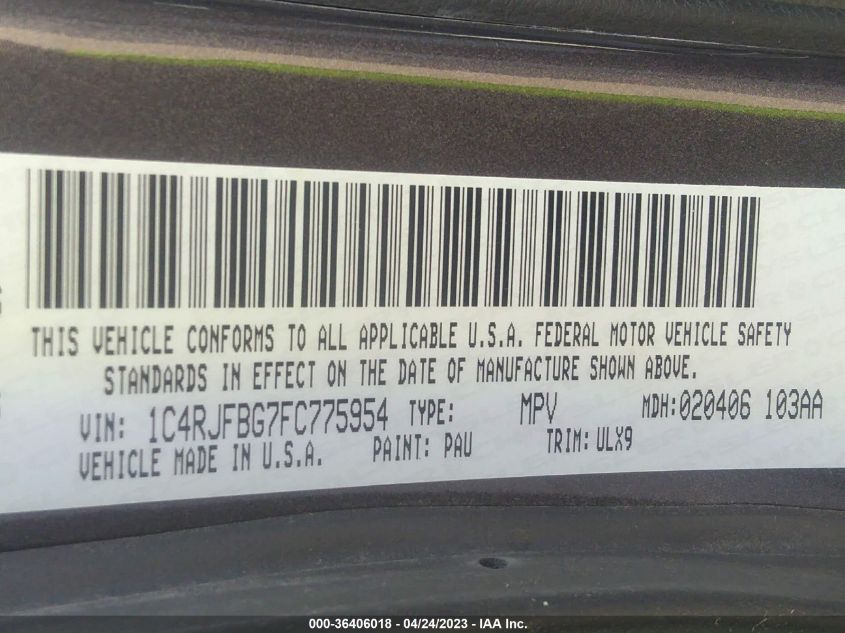 THIS VEHICLE CONFORMS TO ALL APPLICABLE U.S.A. FEDERAL MOTOR VEHICLE SAFETY
STANDARDS IN EFFECT ON THE DATE OF MANUFACTURE SHOWN ABOVE.
VIN: 1C4RJFBG7FC775954 TYPE: MPV MDH:020406 103AA
VEHICLE MADE IN U.S.A. PAINT: PAU TRIM: ULX9
000-36406018 - 04/24/2023 - IAA Inc.